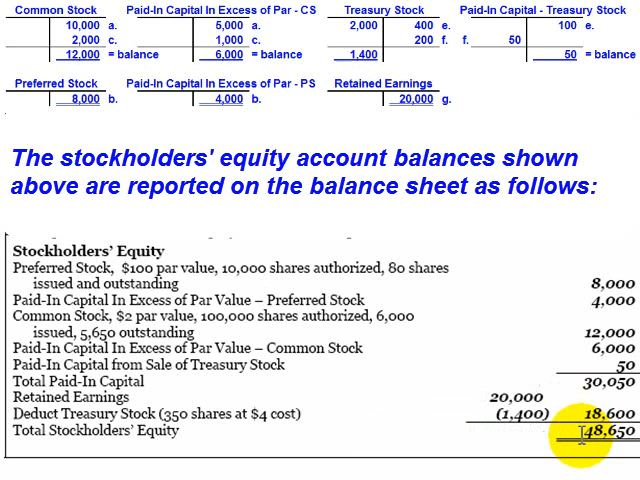 Common Stock Paid-In Capital In Excess of Par - CS Treasury Stock Paid-In Capital - Treasury Stock
10,000 a. 5,000 a. 2,000 400 e. 100 e.
2,000 c. 1,000 c. 200 f. f. 50
12,000 = balance 6,000 = balance 1,400 50 = balance
Preferred Stock Paid-In Capital In Excess of Par - PS Retained Earnings
8,000 b. 4,000 b. 20,000 g.
The stockholders' equity account balances shown
above are reported on the balance sheet as follows:
Stockholders' Equity
Preferred Stock, $100 par value, 10,000 shares authorized, 80 shares
issued and outstanding 8,000
Paid-In Capital In Excess of Par Value – Preferred Stock 4,000
Common Stock, $2 par value, 100,000 shares authorized, 6,000
issued, 5,650 outstanding 12,000
Paid-In Capital In Excess of Par Value – Common Stock 6,000
Paid-In Capital from Sale of Treasury Stock 50
Total Paid-In Capital 30,050
Retained Earnings 20,000
Deduct Treasury Stock (350 shares at $4 cost) (1,400) 18,600
Total Stockholders' Equity 48,650